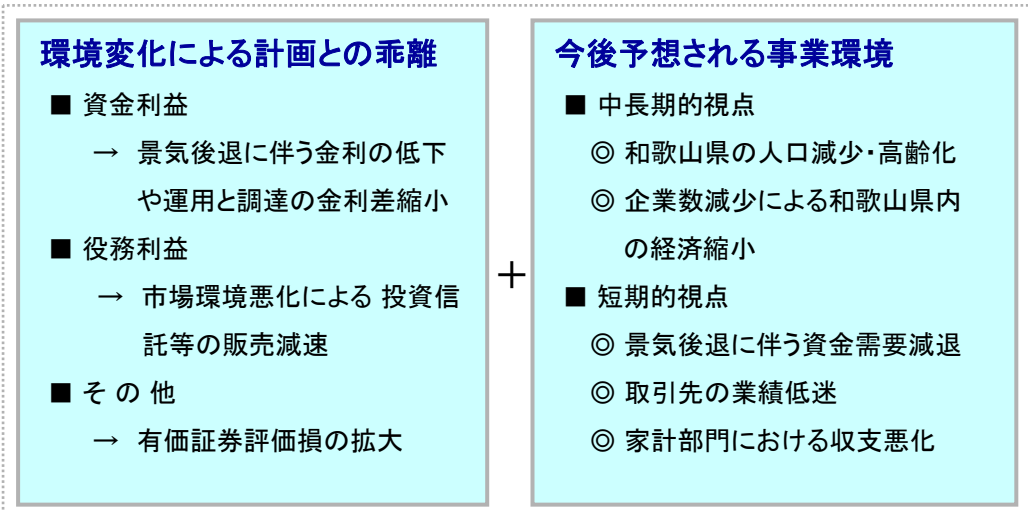 環境変化による計画との乖離
■ 資金利益
→ 景気後退に伴う金利の低下
や運用と調達の金利差縮小
■ 役務利益
→ 市場環境悪化による 投資信
託等の販売減速
■ そ の 他
→ 有価証券評価損の拡大
＋
今後予想される事業環境
■ 中長期的視点
◎ 和歌山県の人口減少・高齢化
◎ 企業数減少による和歌山県内
の経済縮小
■ 短期的視点
◎ 景気後退に伴う資金需要減退
◎ 取引先の業績低迷
◎ 家計部門における収支悪化